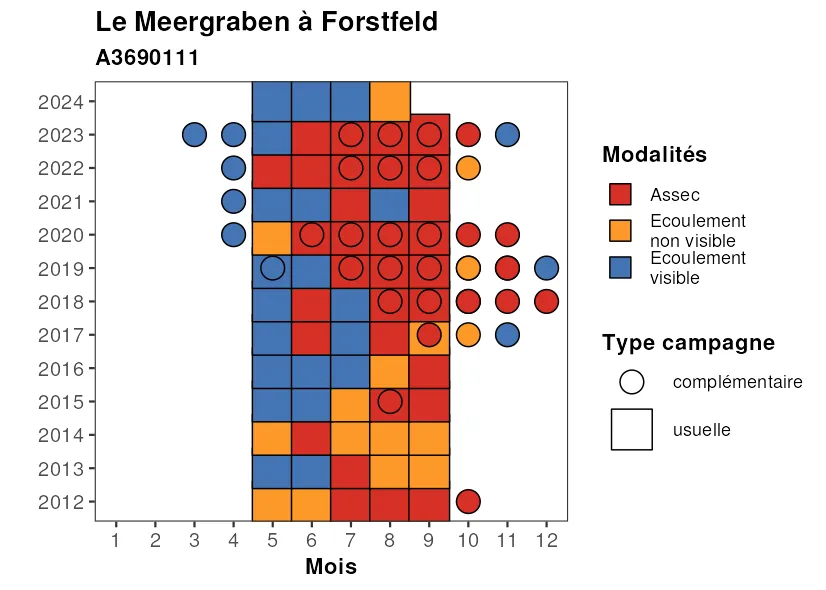 Le Meergraben à Forstfeld
A3690111
2024
2023
2022
2021
2020
2019
2018
2017
2016
2015
2014
2013
2012
1 2 3 4 5 6 7 8 9 10 11 12
Mois
Modalités
Assec
Ecoulement
non visible
Ecoulement
visible
Type campagne
complémentaire
usuelle